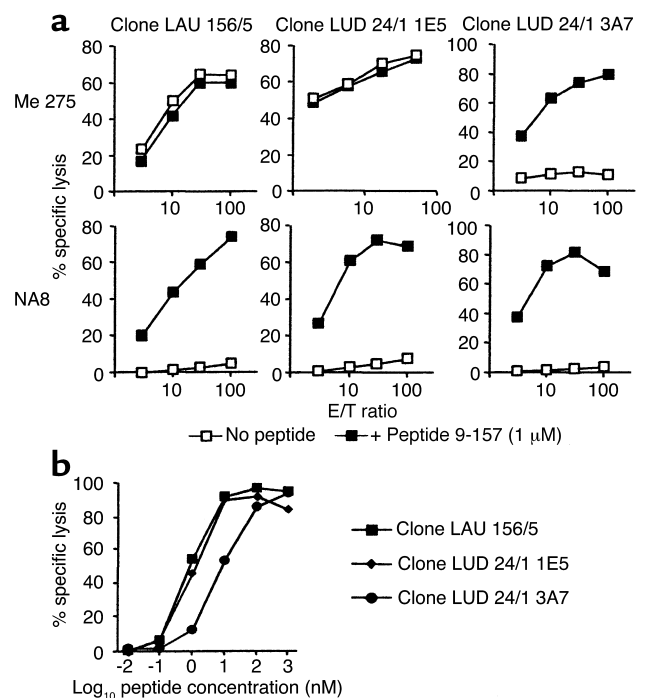 a
Clone LAU 156/5 Clone LUD 24/1 1E5 Clone LUD 24/1 3A7
Me 275
80 60 40 20 0
10 100
80 60 40 20 0
10 100
100 80 60 40 20 0
10 100
% specific lysis
NA8
80 60 40 20 0
10 100
80 60 40 20 0
10 100
100 80 60 40 20 0
10 100
E/T ratio
No peptide + Peptide 9-157 (1 μM)
b
% specific lysis
100 80 60 40 20 0
-2 -1 0 1 2 3
Log10 peptide concentration (nM)
Clone LAU 156/5
Clone LUD 24/1 1E5
Clone LUD 24/1 3A7